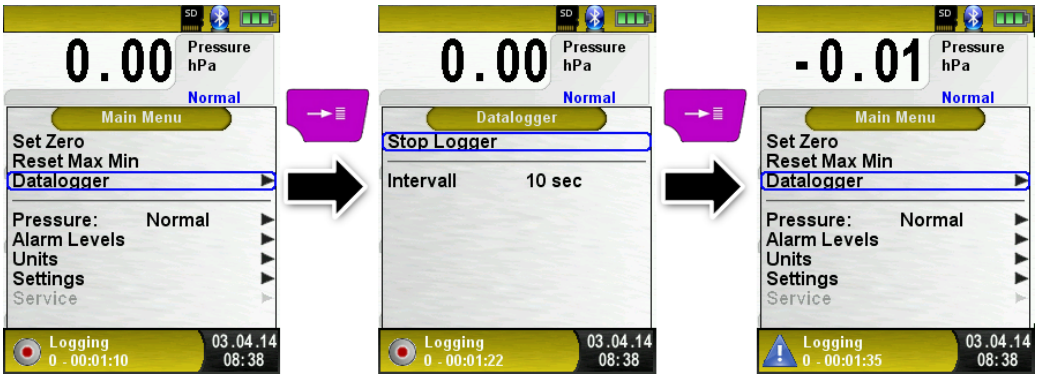 SD
0.00
Pressure
hPa
Normal
Main Menu
Set Zero
Reset Max Min
Datalogger
Pressure: Normal
Alarm Levels
Units
Settings
Service
Logging
0 - 00:01:10
03.04.14
08:38
SD
0.00
Pressure
hPa
Normal
Datalogger
Stop Logger
Intervall 10 sec
Logging
0 - 00:01:22
03.04.14
08:38
SD
-0.01
Pressure
hPa
Normal
Main Menu
Set Zero
Reset Max Min
Datalogger
Pressure: Normal
Alarm Levels
Units
Settings
Service
Logging
0 - 00:01:35
03.04.14
08:38